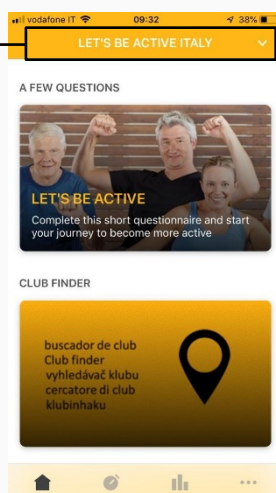 vodafone IT 09:32 38%
LET'S BE ACTIVE ITALY
A FEW QUESTIONS
LET'S BE ACTIVE
Complete this short questionnaire and start
your journey to become more active
CLUB FINDER
buscador de club
Club finder
vyhledávač klubu
cercatore di club
klubinhaku